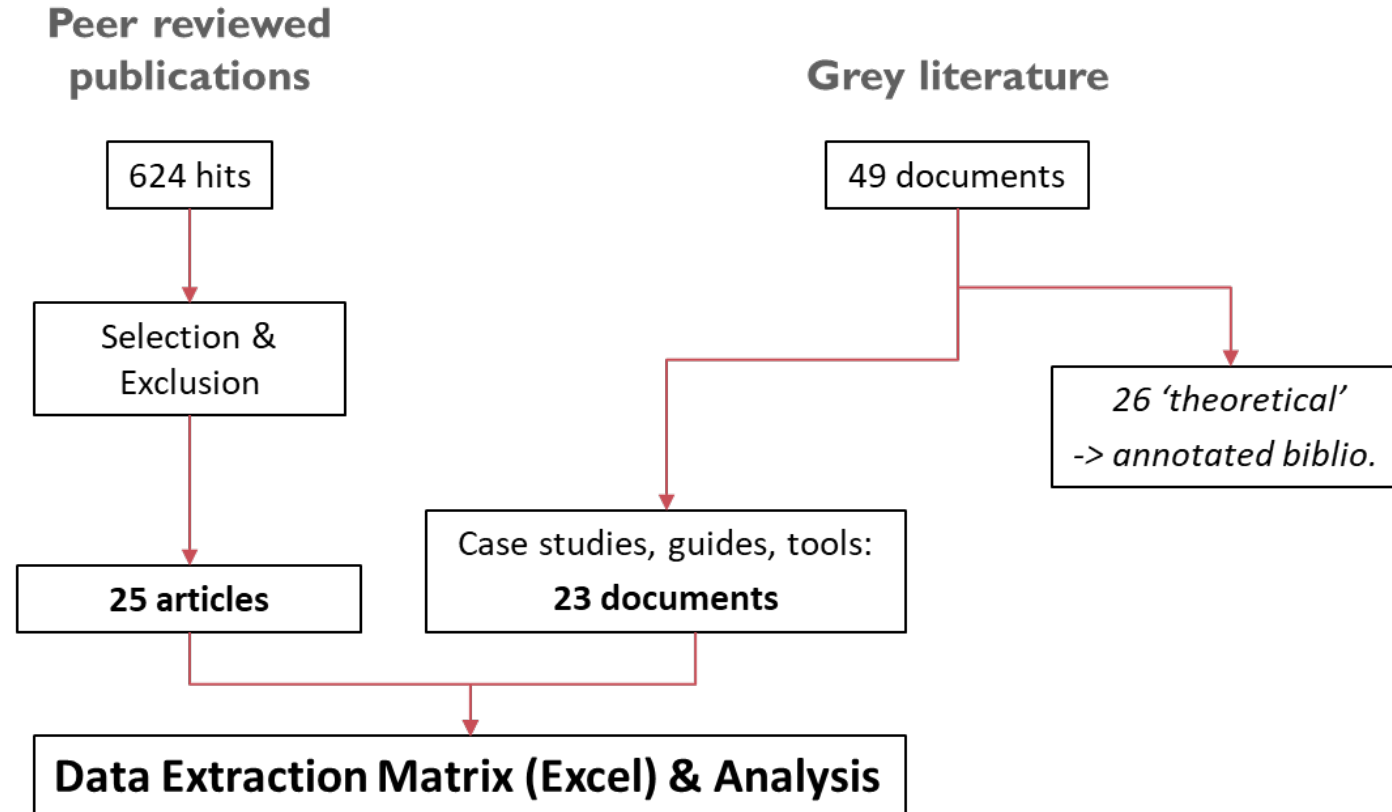 Peer reviewed
publications
Grey literature
624 hits
49 documents
Selection &
Exclusion
26 ‘theoretical’
-> annotated biblio.
Case studies, guides, tools:
23 documents
25 articles
Data Extraction Matrix (Excel) & Analysis